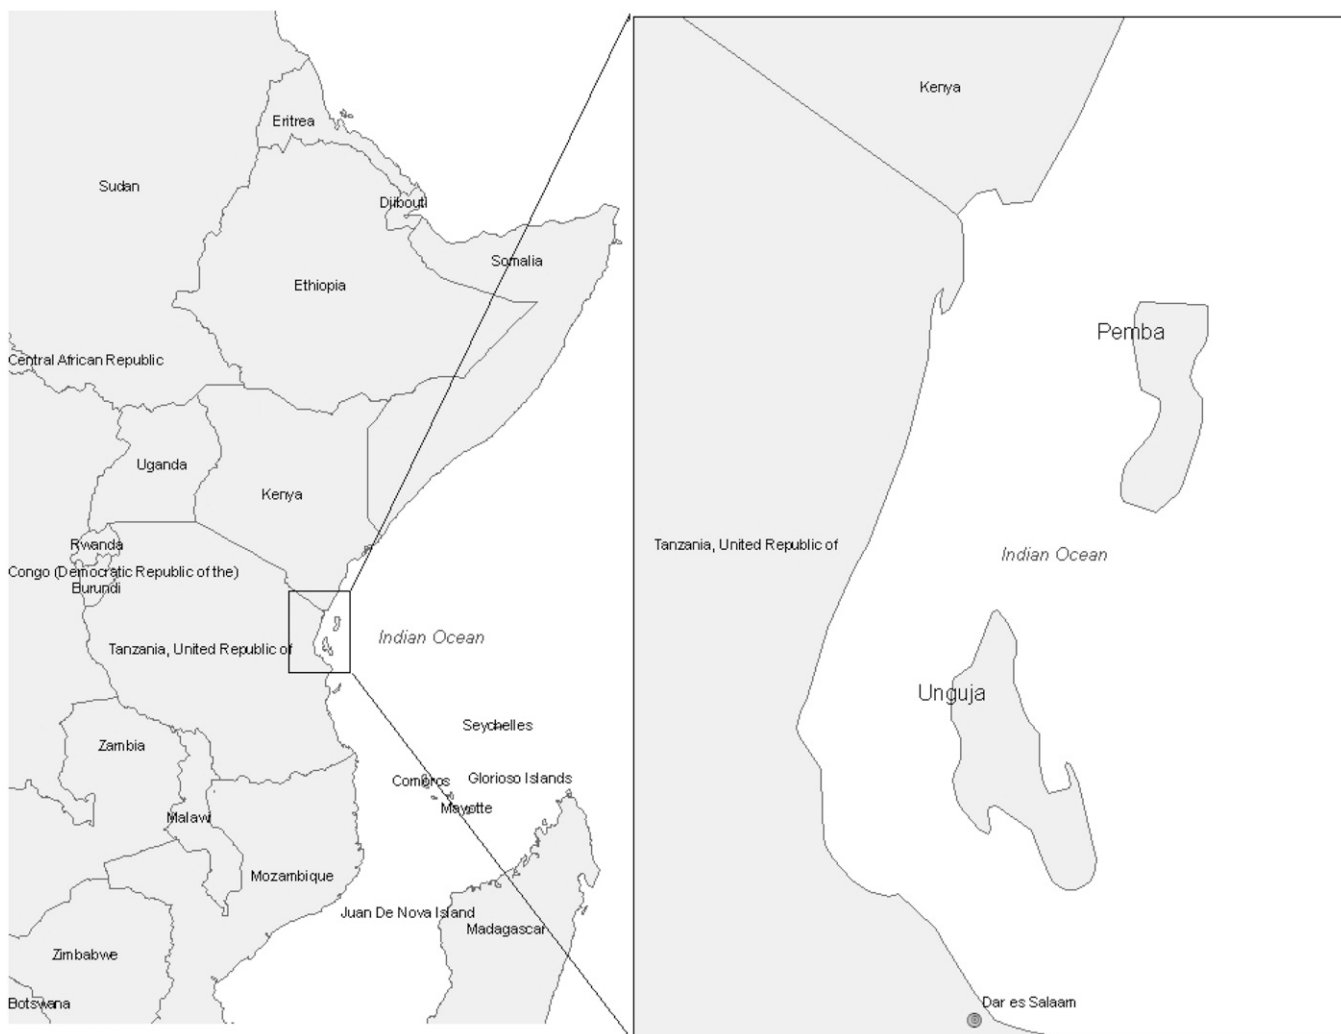 Eritrea
Sudan
Djibouti
Somalia
Ethiopia
Central African Republic
Uganda
Kenya
Rwanda
Congo (Democratic Republic of the)
Burundi
Indian Ocean
Tanzania, United Republic of
Seychelles
Zambia
Comoros
Glorioso Islands
Mayotte
Malawi
Mozambique
Juan De Nova Island
Madagascar
Zimbabwe
Botswana
Kenya
Pemba
Tanzania, United Republic of
Indian Ocean
Unguja
Dar es Salaam